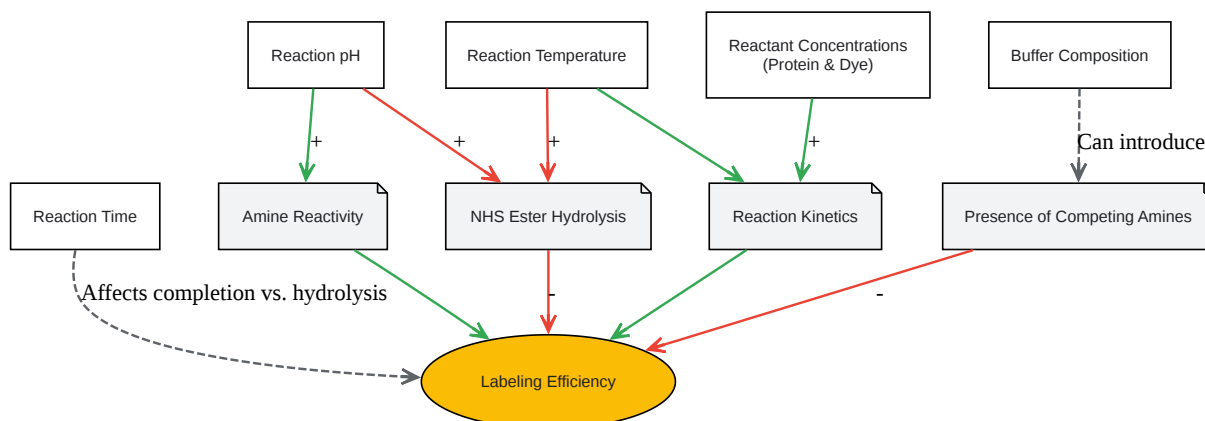 Reaction pH
Reaction Temperature
Reactant Concentrations
(Protein & Dye)
Buffer Composition
+
+
+
+
Can introduce
Reaction Time
Amine Reactivity
NHS Ester Hydrolysis
Reaction Kinetics
Presence of Competing Amines
Affects completion vs. hydrolysis
-
-
Labeling Efficiency